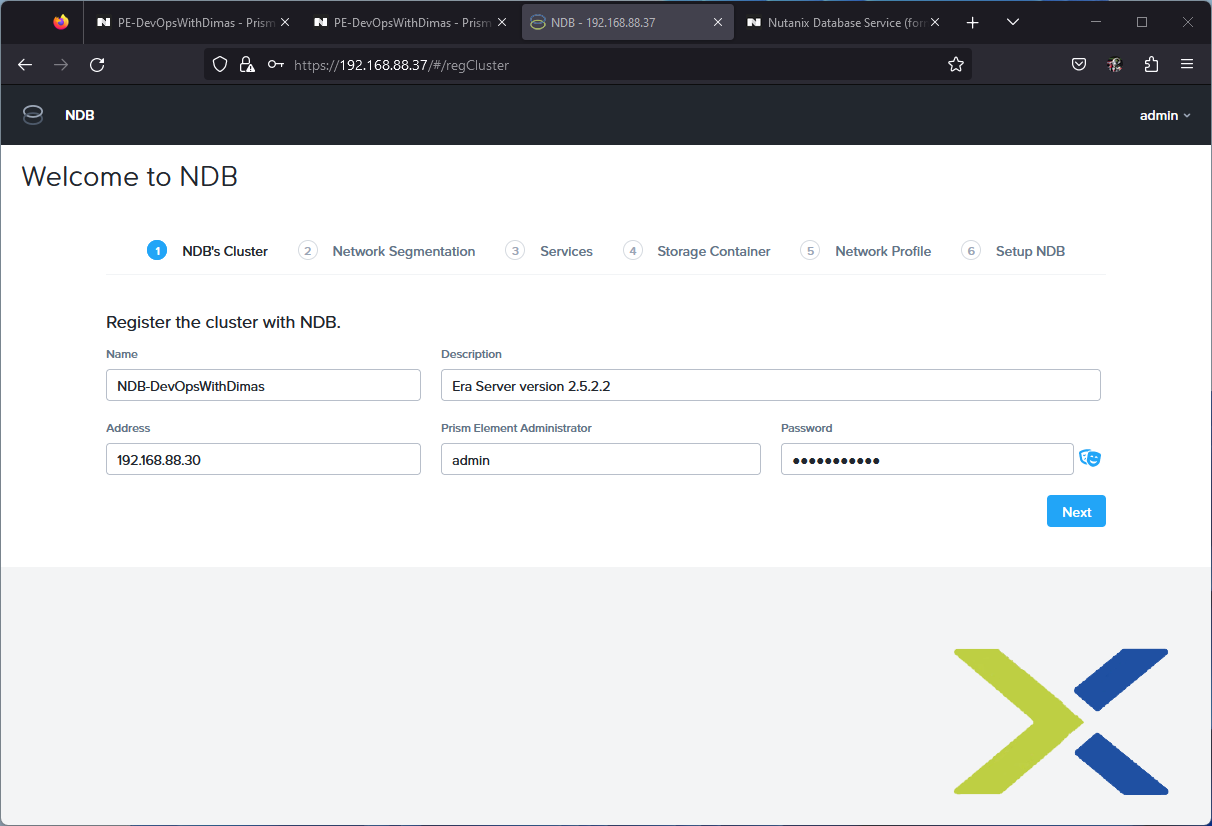 PE-DevOpsWithDimas - Prism
PE-DevOpsWithDimas - Prism
NDB - 192.168.88.37
Nutanix Database Service (for
https://192.168.88.37/#/regCluster
NDB
admin
Welcome to NDB
1 NDB's Cluster 2 Network Segmentation 3 Services 4 Storage Container 5 Network Profile 6 Setup NDB
Register the cluster with NDB.
Name Description
NDB-DevOpsWithDimas Era Server version 2.5.2.2
Address Prism Element Administrator Password
192.168.88.30 admin •••••••••••
Next